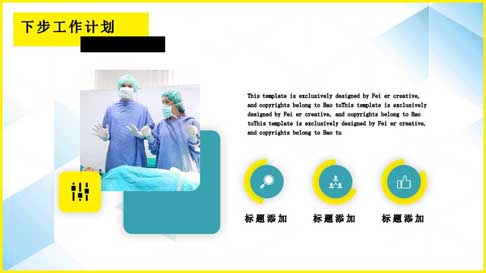 下步工作计划
This template is exclusively designed by Fei er creative,
and copyrights belong to Bao tuThis template is exclusively
designed by Fei er creative, and copyrights belong to Bao
tuThis template is exclusively designed by Fei er creative,
and copyrights belong to Bao tu
标题添加
标题添加
标题添加